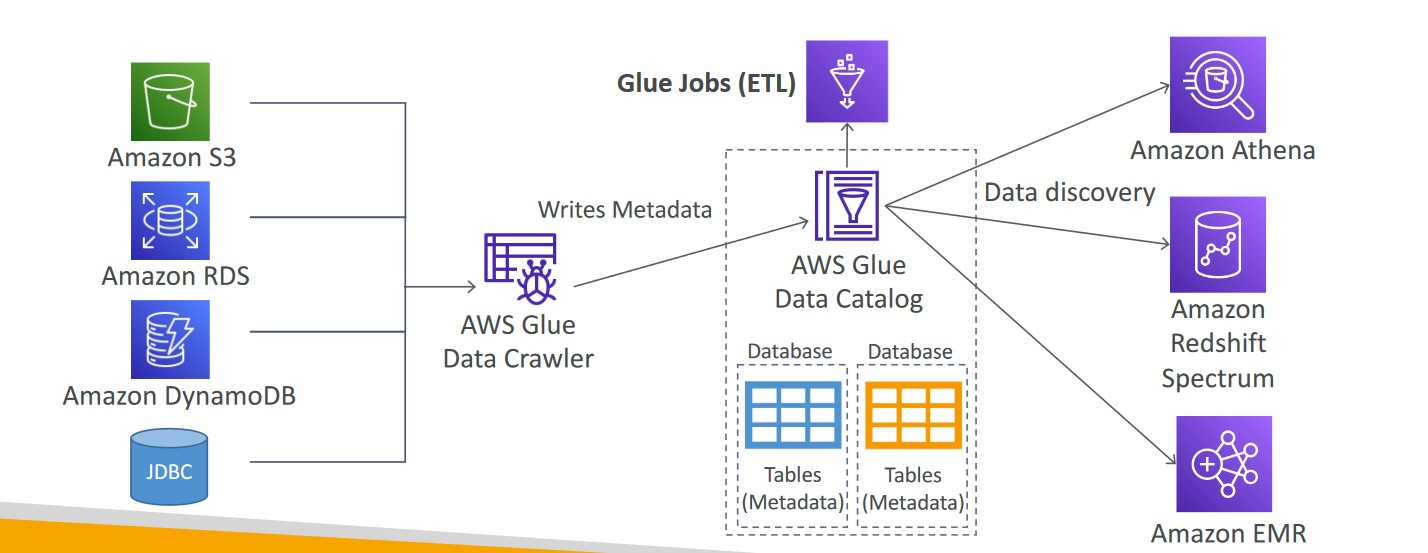 Amazon S3
Amazon RDS
Amazon DynamoDB
JDBC
AWS Glue
Data Crawler
Writes Metadata
Glue Jobs (ETL)
AWS Glue
Data Catalog
Database
Tables
(Metadata)
Database
Tables
(Metadata)
Data discovery
Amazon Athena
Amazon
Redshift
Spectrum
Amazon EMR